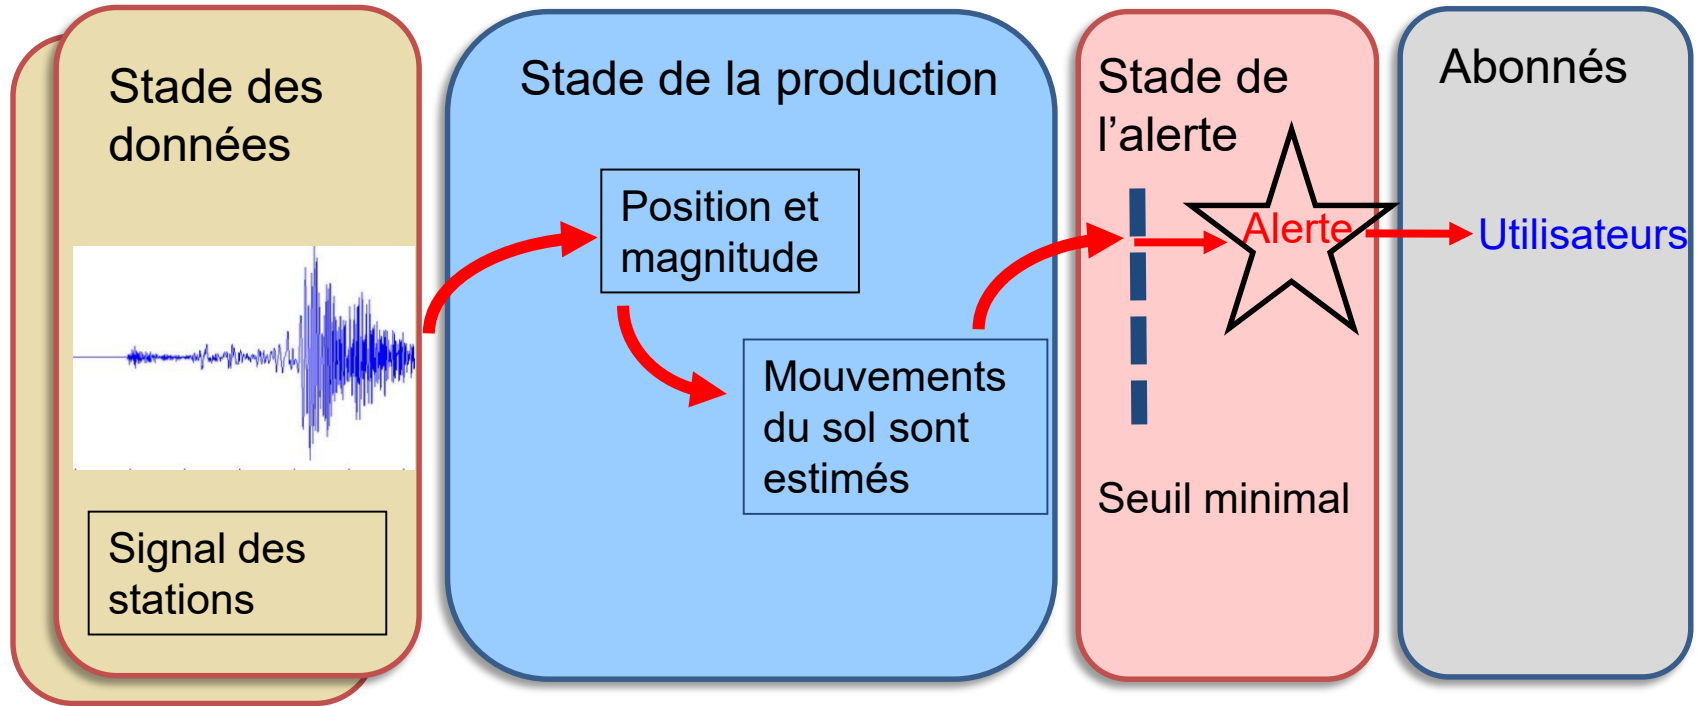 Stade des
données
Signal des
stations
Stade de la production
Position et
magnitude
Mouvements
du sol sont
estimés
Stade de
l’alerte
Alerte
Seuil minimal
Abonnés
Utilisateurs